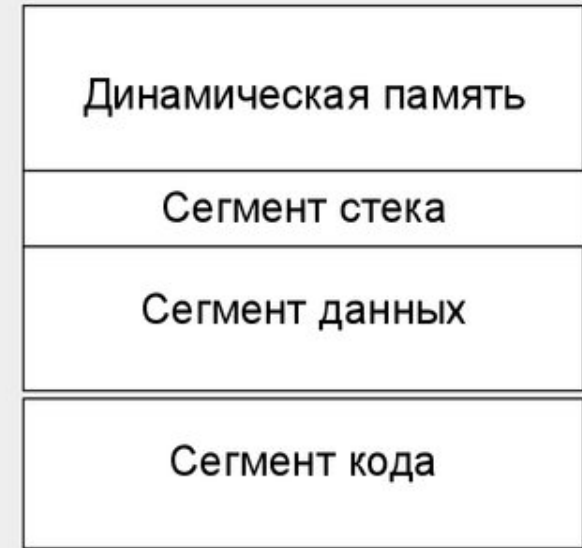 Динамическая память
Сегмент стека
Сегмент данных
Сегмент кода